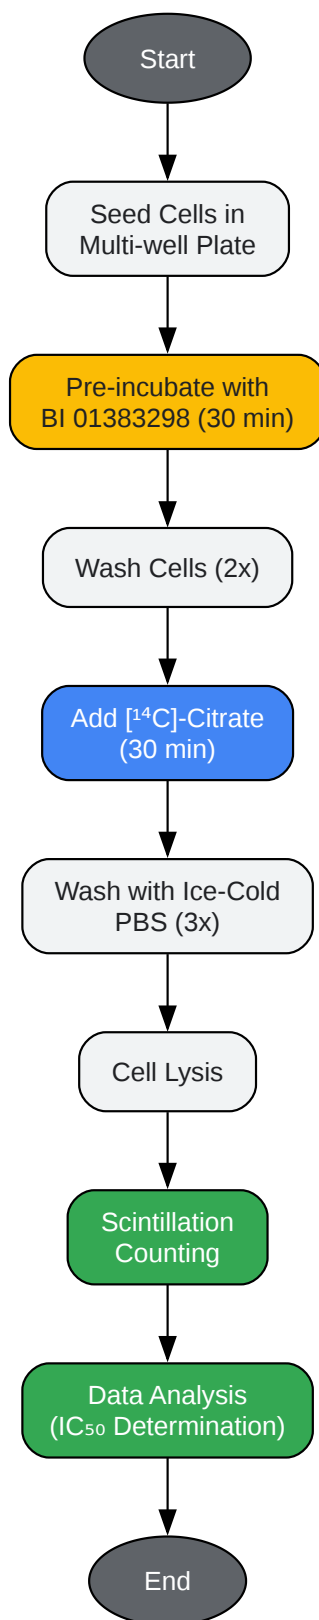 Start
Seed Cells in
Multi-well Plate
Pre-incubate with
BI 01383298 (30 min)
Wash Cells (2x)
Add [¹⁴C]-Citrate
(30 min)
Wash with Ice-Cold
PBS (3x)
Cell Lysis
Scintillation
Counting
Data Analysis
(IC₅₀ Determination)
End